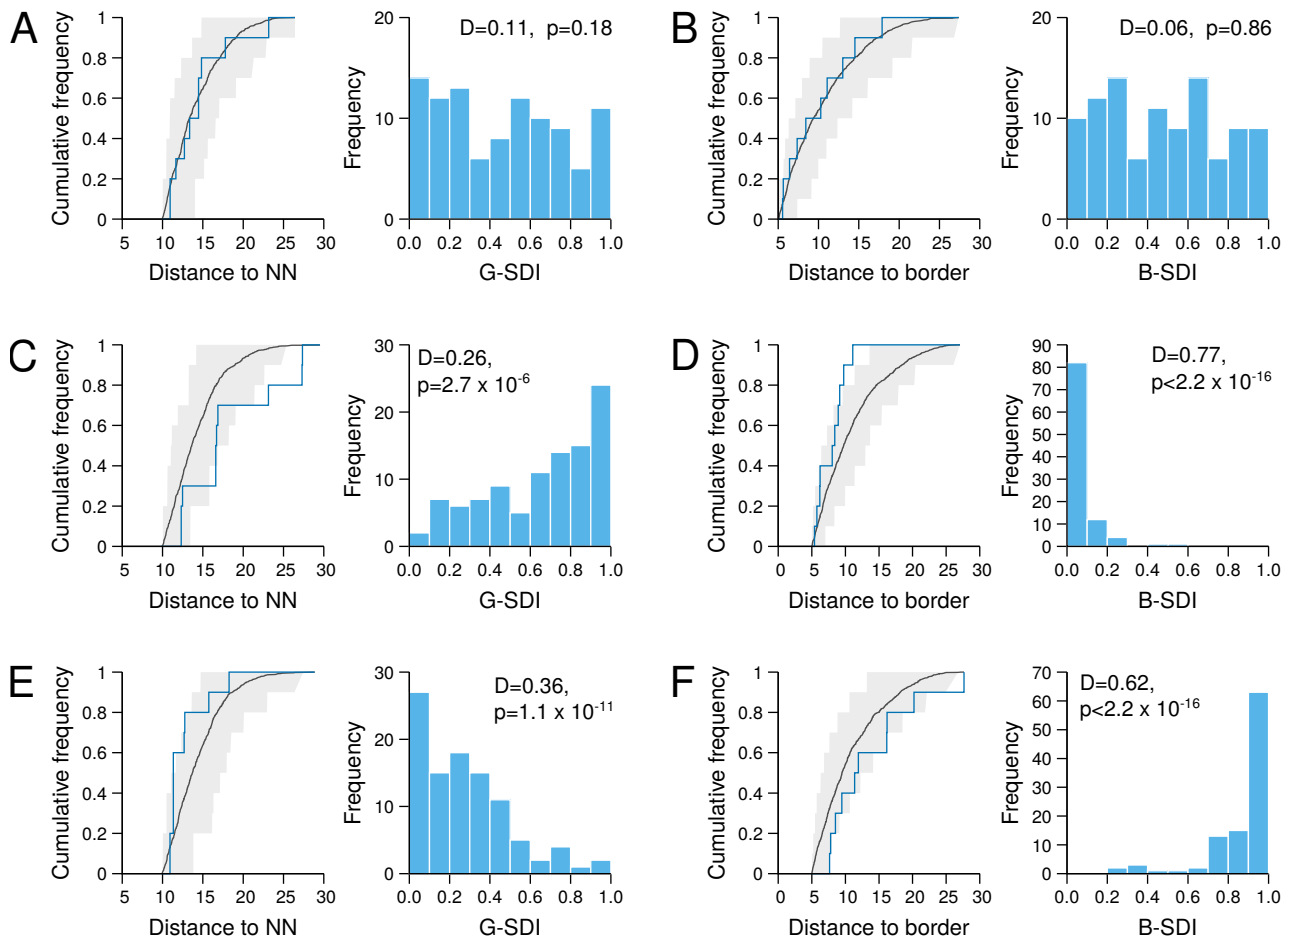 A
Cumulative frequency
1
0.8
0.6
0.4
0.2
0
5 10 15 20 25 30
Distance to NN
Frequency
20
10
0
D=0.11, p=0.18
0.0 0.2 0.4 0.6 0.8 1.0
G-SDI
B
Cumulative frequency
1
0.8
0.6
0.4
0.2
0
5 10 15 20 25 30
Distance to border
Frequency
20
10
0
D=0.06, p=0.86
0.0 0.2 0.4 0.6 0.8 1.0
B-SDI
C
Cumulative frequency
1
0.8
0.6
0.4
0.2
0
5 10 15 20 25 30
Distance to NN
Frequency
30
20
10
0
D=0.26,
p=2.7 x 10⁻⁶
0.0 0.2 0.4 0.6 0.8 1.0
G-SDI
D
Cumulative frequency
1
0.8
0.6
0.4
0.2
0
0 5 10 15 20 25 30
Distance to border
Frequency
90
80
70
60
50
40
30
20
10
0
D=0.77,
p<2.2 x 10⁻¹⁶
0.0 0.2 0.4 0.6 0.8 1.0
B-SDI
E
Cumulative frequency
1
0.8
0.6
0.4
0.2
0
5 10 15 20 25 30
Distance to NN
Frequency
30
20
10
0
D=0.36,
p=1.1 x 10⁻¹¹
0.0 0.2 0.4 0.6 0.8 1.0
G-SDI
F
Cumulative frequency
1
0.8
0.6
0.4
0.2
0
0 5 10 15 20 25 30
Distance to border
Frequency
70
60
50
40
30
20
10
0
D=0.62,
p<2.2 x 10⁻¹⁶
0.0 0.2 0.4 0.6 0.8 1.0
B-SDI